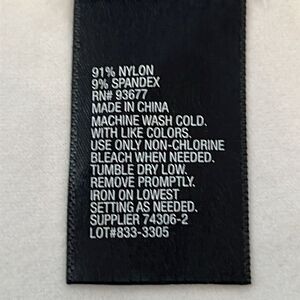 91% NYLON
9% SPANDEX
RN# 93677
MADE IN CHINA
MACHINE WASH COLD.
WITH LIKE COLORS.
USE ONLY NON-CHLORINE
BLEACH WHEN NEEDED.
TUMBLE DRY LOW.
REMOVE PROMPTLY.
IRON ON LOWEST
SETTING AS NEEDED.
SUPPLIER 74306-2
LOT#833-3305